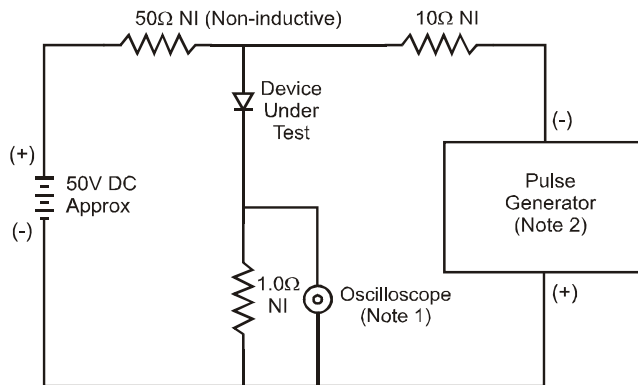 50Ω NI (Non-inductive)
10Ω NI
Device
Under
Test
(-)
(+)
50V DC
Approx
(-)
Pulse
Generator
(Note 2)
1.0Ω
NI
Oscilloscope
(Note 1)
(+)